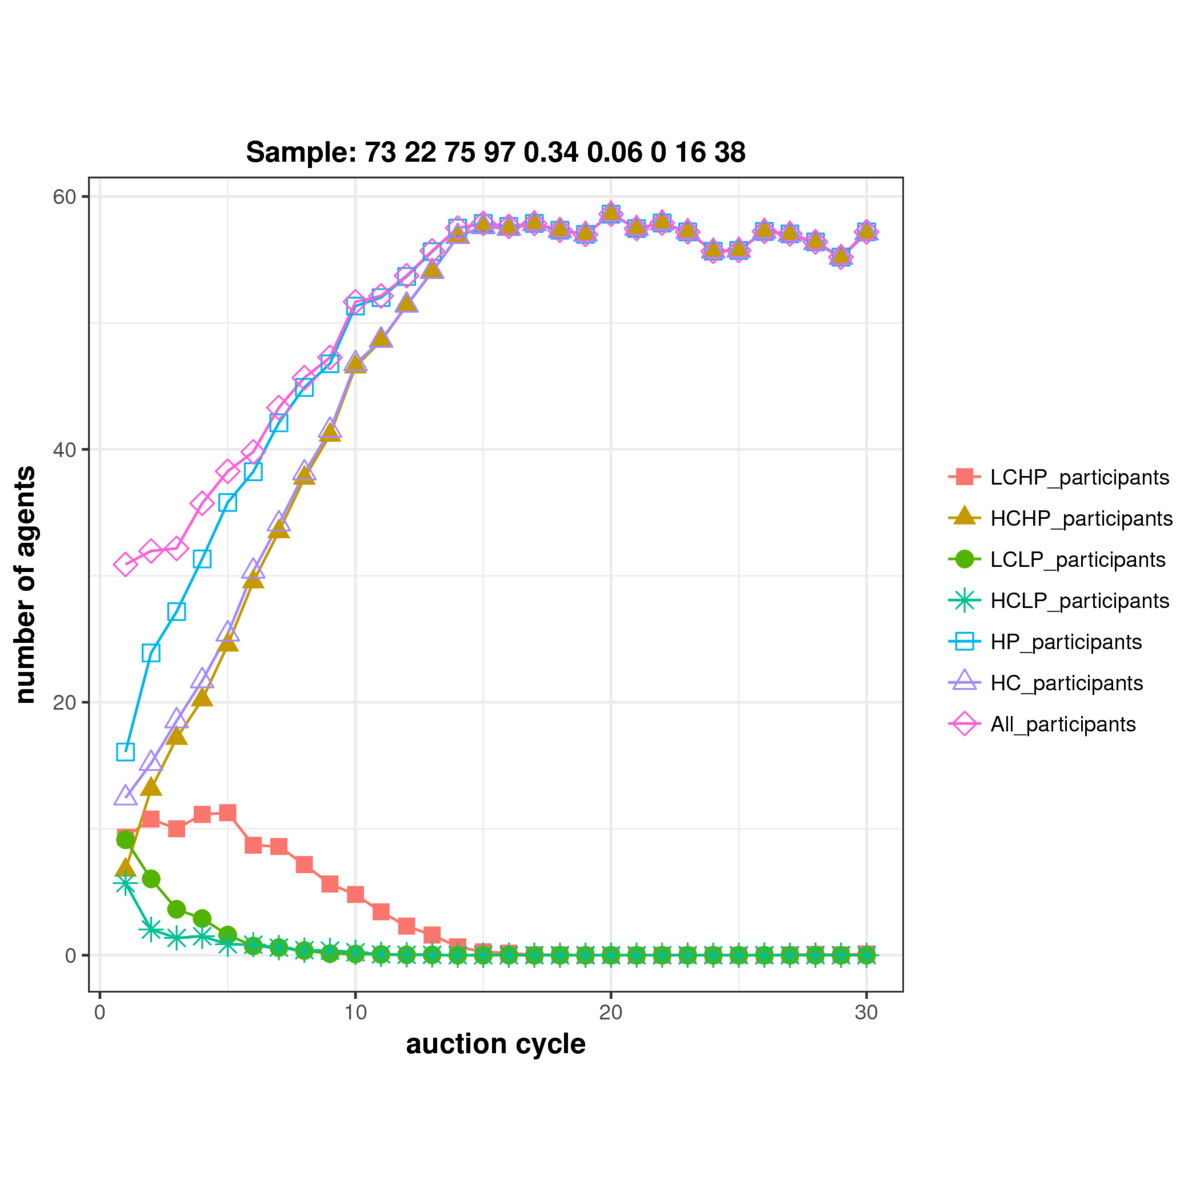 Sample: 73 22 75 97 0.34 0.06 0 16 38
60
40
20
0
0 10 20 30
number of agents
auction cycle
LCHP_participants
HCHP_participants
LCLP_participants
HCLP_participants
HP_participants
HC_participants
All_participants